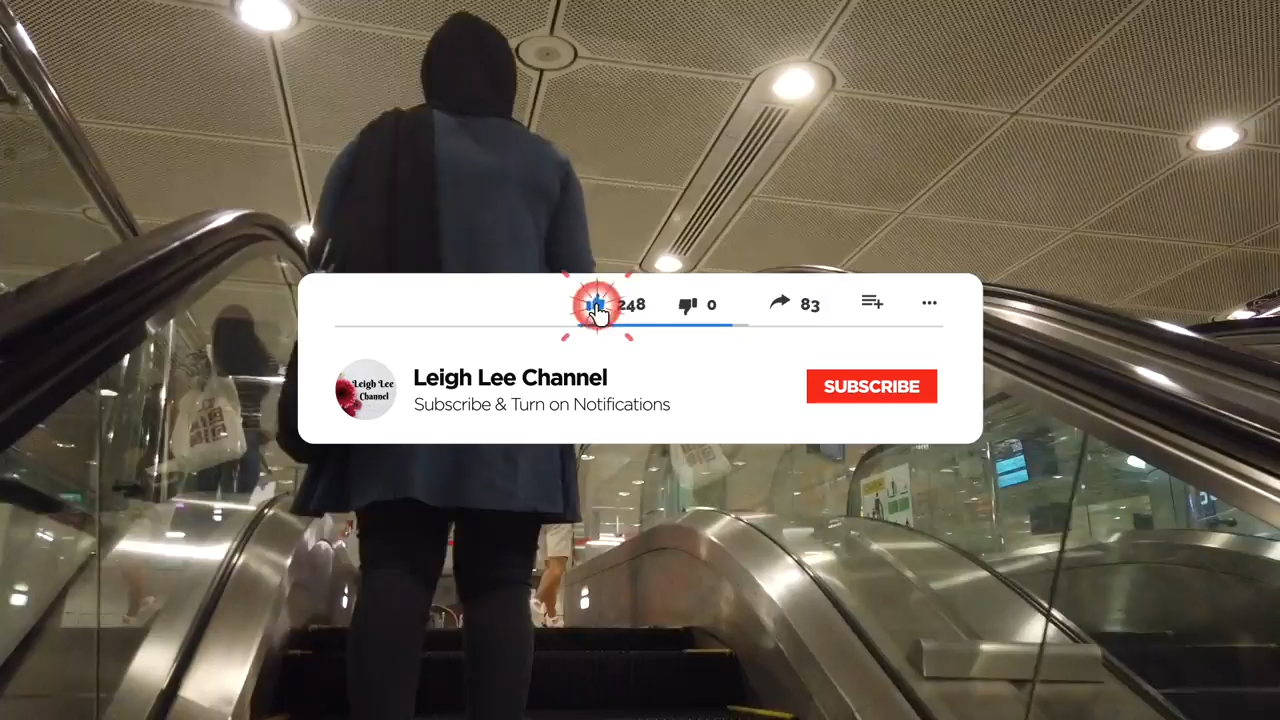 248 0 83
Leigh Lee
Channel
Leigh Lee Channel
Subscribe & Turn on Notifications
SUBSCRIBE